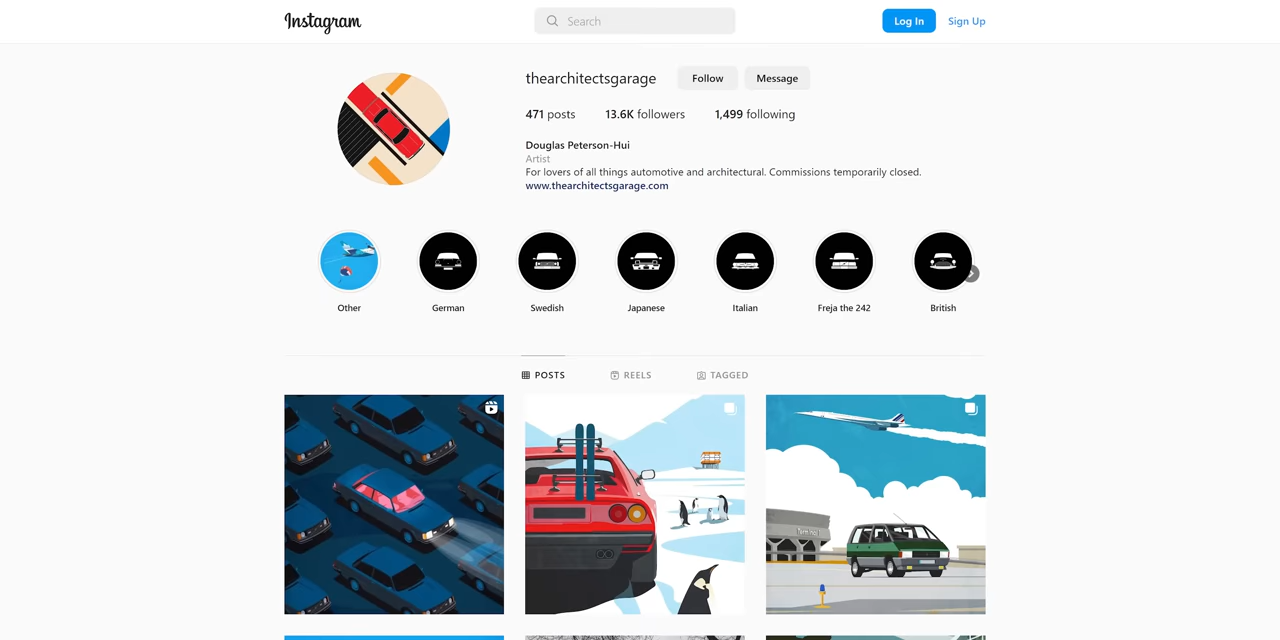 Instagram
Search
Log In
Sign Up
thearchitectsgarage
Follow
Message
471 posts
13.6K followers
1,499 following
Douglas Peterson-Hui
Artist
For lovers of all things automotive and architectural. Commissions temporarily closed.
www.thearchitectsgarage.com
Other
German
Swedish
Japanese
Italian
Freja the 242
British
POSTS
REELS
TAGGED